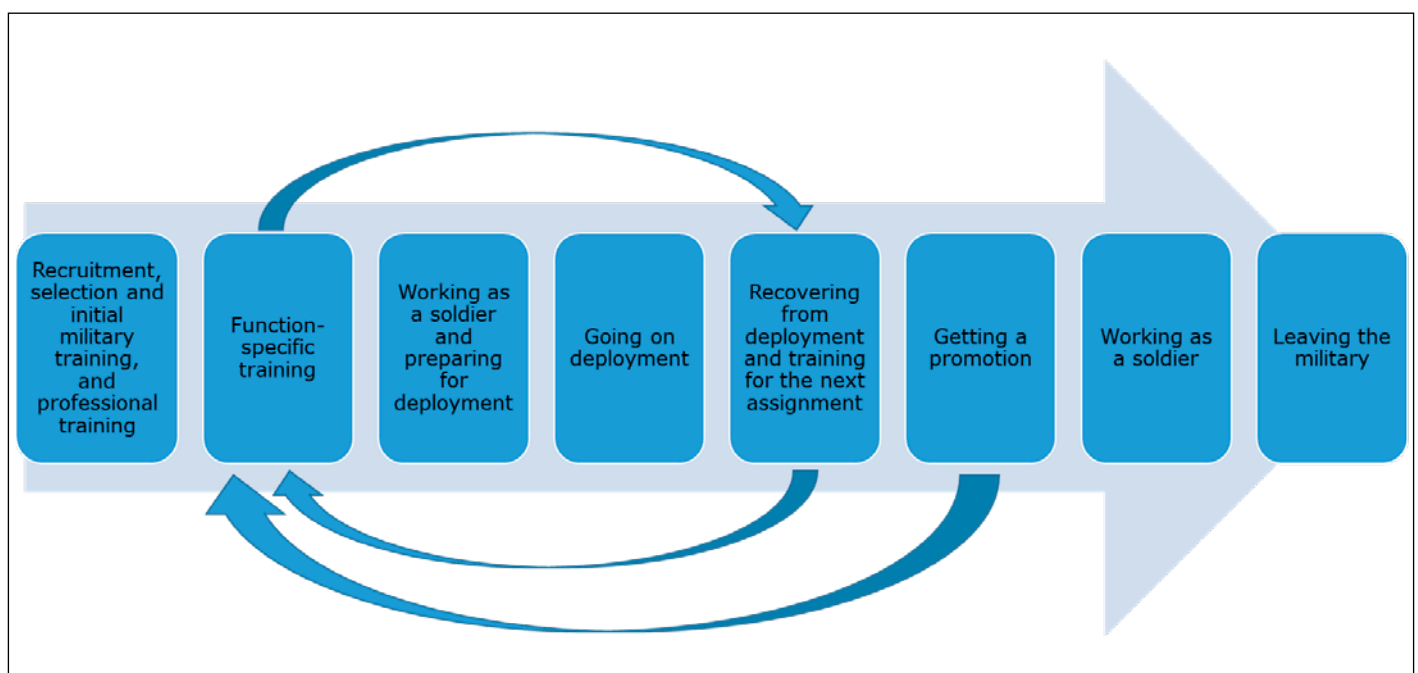 Recruitment,
selection and
initial
military
training,
and
professional
training
Function-
specific
training
Working as
a soldier
and
preparing
for
deployment
Going on
deployment
Recovering
from
deployment
and training
for the next
assignment
Getting a
promotion
Working as
a soldier
Leaving the
military